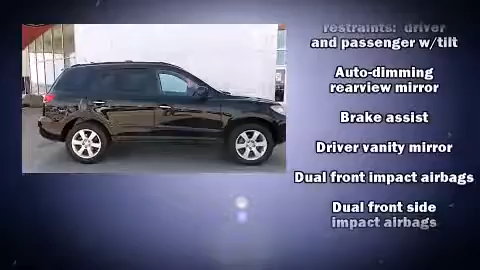 restraints: driver
and passenger w/tilt
Auto-dimming
rearview mirror
Brake assist
Driver vanity mirror
Dual front impact airbags
Dual front side
impact airbags